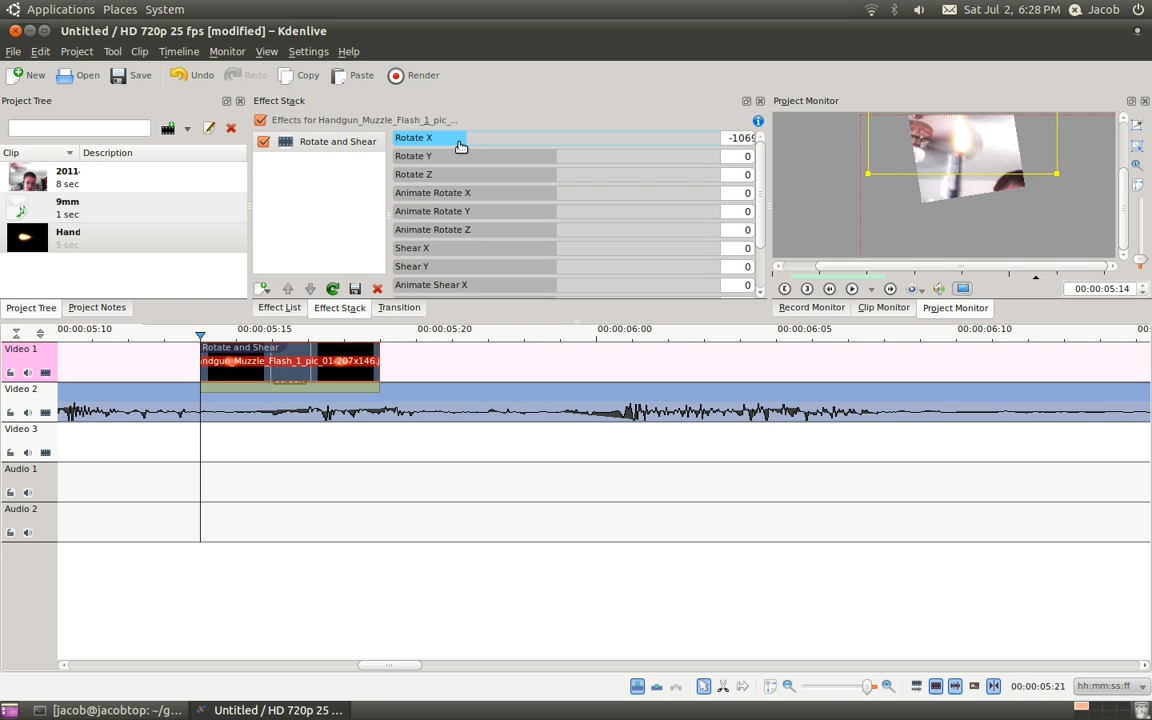 Applications Places System Sat Jul 2, 6:28 PM Jacob
Untitled / HD 720p 25 fps [modified] – Kdenlive
File Edit Project Tool Clip Timeline Monitor View Settings Help
New Open Save Undo Redo Copy Paste Render
Project Tree
Clip Description
2011-
8 sec
9mm
1 sec
Hand
5 sec
Project Tree Project Notes
Effect Stack
Effects for Handgun_Muzzle_Flash_1_pic_...
Rotate and Shear
Rotate X -1069
Rotate Y 0
Rotate Z 0
Animate Rotate X 0
Animate Rotate Y 0
Animate Rotate Z 0
Shear X 0
Shear Y 0
Animate Shear X 0
Effect List Effect Stack Transition
Project Monitor
00:00:05:14
Record Monitor Clip Monitor Project Monitor
00:00:05:10 00:00:05:15 00:00:05:20 00:00:06:00 00:00:06:05 00:00:06:10 00:
Video 1
Rotate and Shear
ndgun_Muzzle_Flash_1_pic_01-207x146.j
Video 2
Video 3
Audio 1
Audio 2
00:00:05:21 hh:mm:ss:ff
[jacob@jacobtop: ~/g... Untitled / HD 720p 25 ...